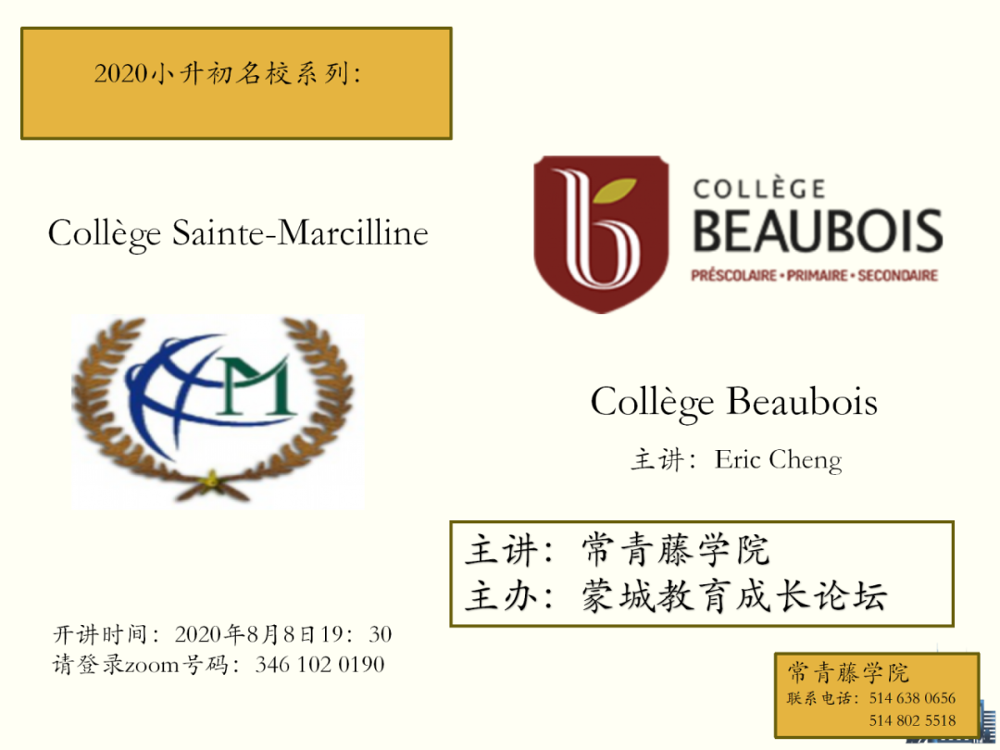 2020小升初名校系列：
Collège Sainte-Marcilline
M
b
COLLÈGE
BEAUBOIS
PRÉSCOLAIRE • PRIMAIRE • SECONDAIRE
Collège Beaubois
主讲：Eric Cheng
主讲：常青藤学院
主办：蒙城教育成长论坛
开讲时间：2020年8月8日19：30
请登录zoom号码：346 102 0190
常青藤学院
联系电话：514 638 0656
514 802 5518